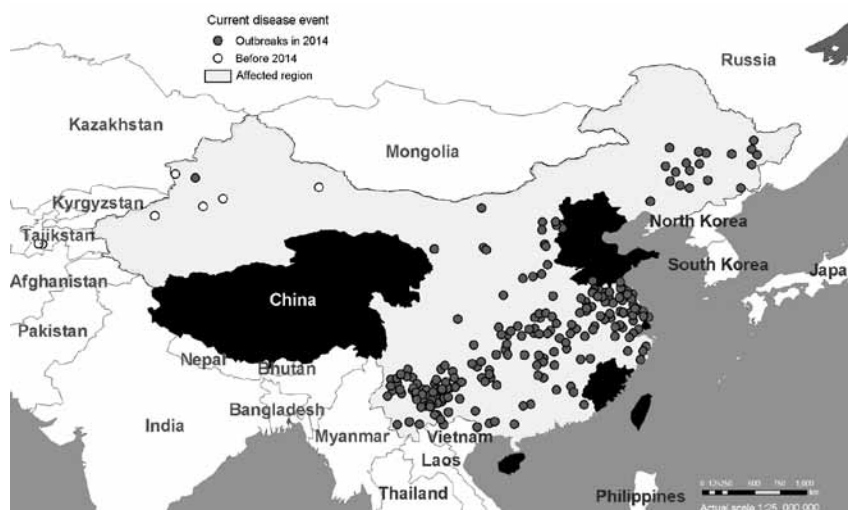 Current disease event
Outbreaks in 2014
Before 2014
Affected region
Russia
Kazakhstan
Mongolia
Kyrgyzstan
Tajikstan
North Korea
South Korea
Japa
Afghanistan
China
Pakistan
Nepal
Bhutan
India
Bangladesh
Myanmar
Vietnam
Laos
Thailand
Philippines
Actual scale 1:25 000 000